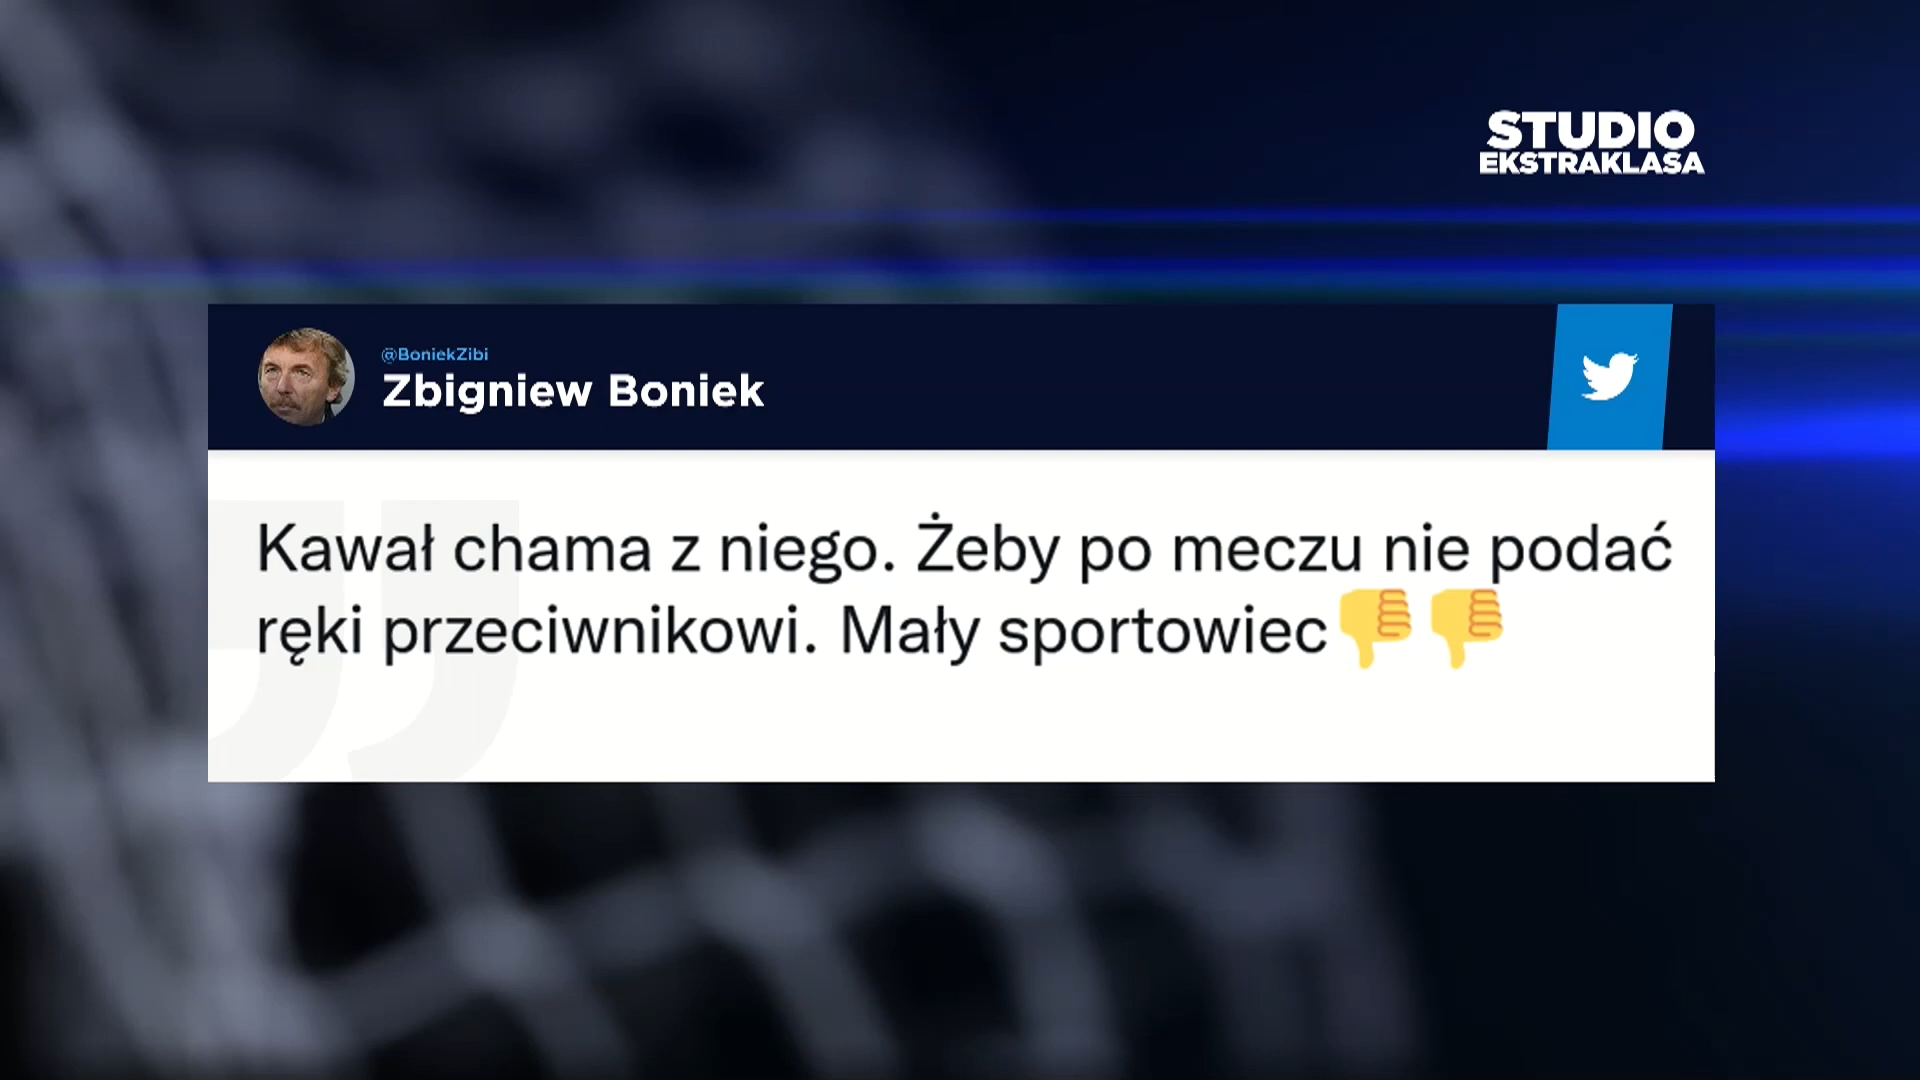 STUDIO
EKSTRAKLASA
@BoniekZibi
Zbigniew Boniek
Kawał chama z niego. Żeby po meczu nie podać
ręki przeciwnikowi. Mały sportowiec👎👎